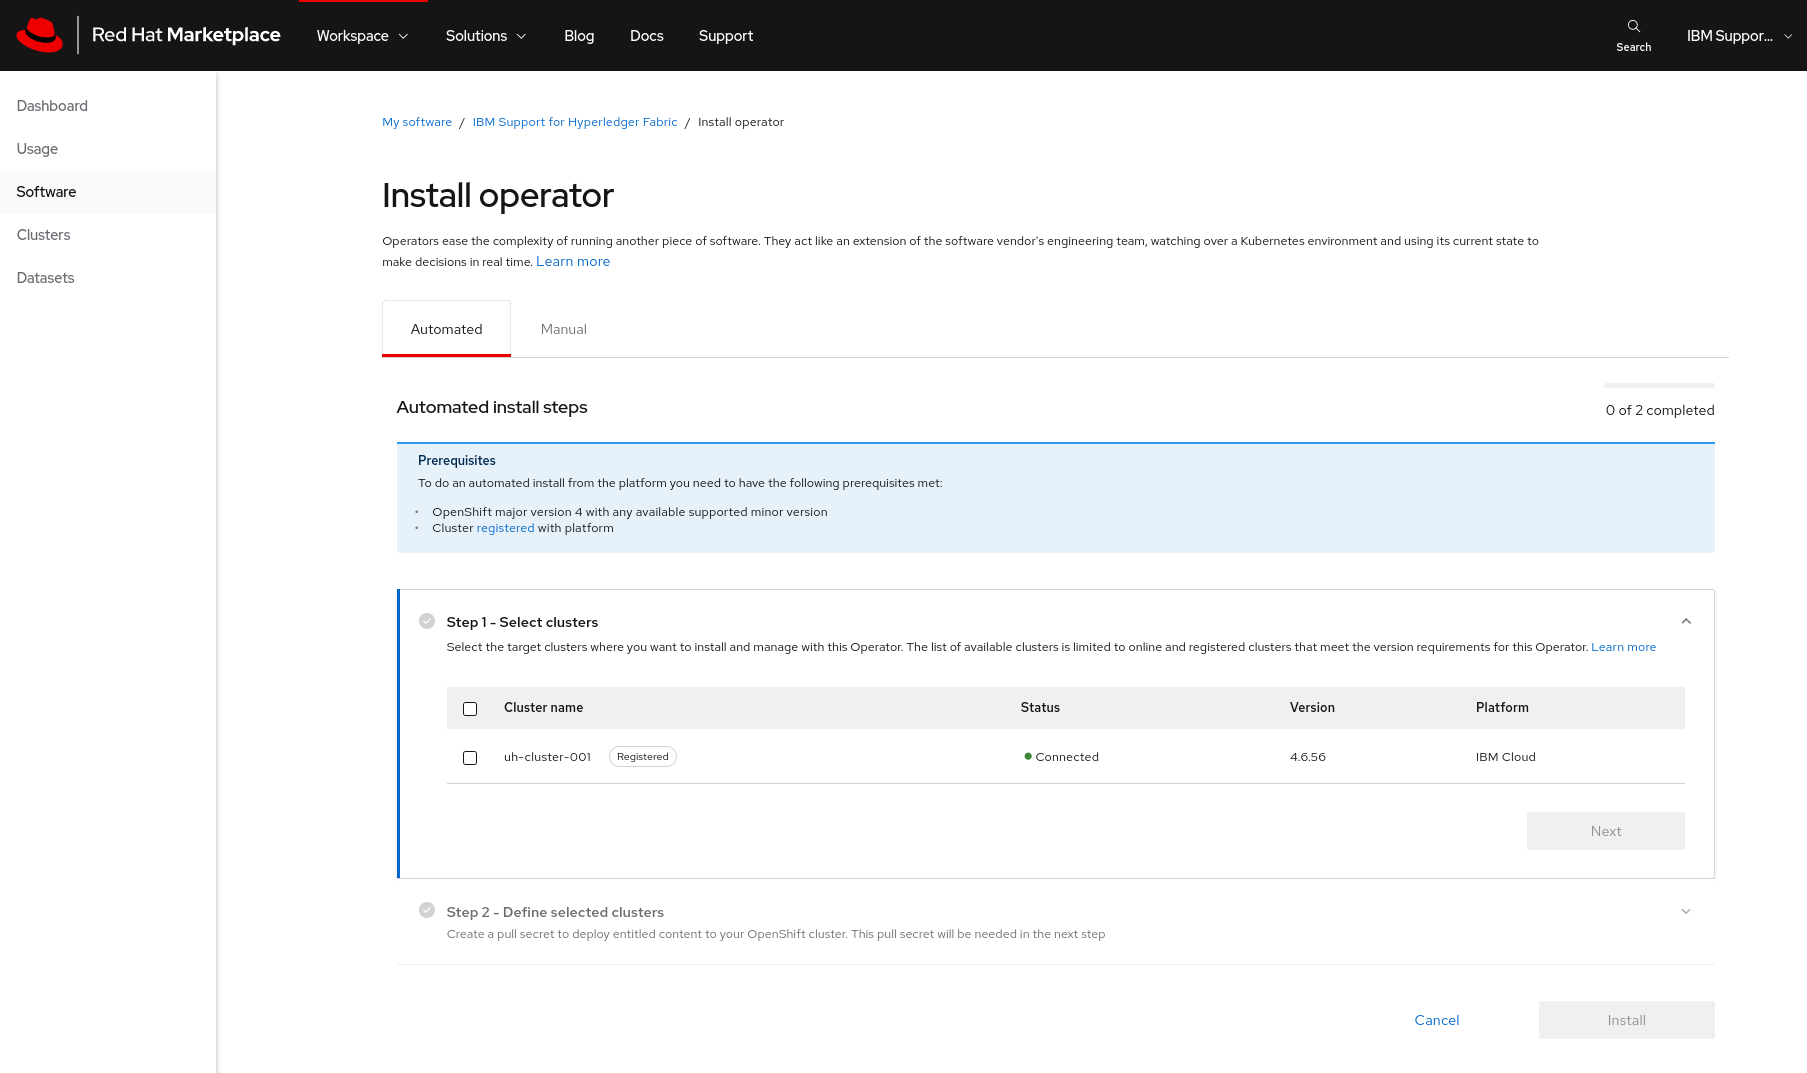 Red Hat Marketplace
Workspace
Solutions
Blog
Docs
Support
Search
IBM Suppor...
Dashboard
Usage
Software
Clusters
Datasets
My software / IBM Support for Hyperledger Fabric / Install operator
Install operator
Operators ease the complexity of running another piece of software. They act like an extension of the software vendor's engineering team, watching over a Kubernetes environment and using its current state to
make decisions in real time. Learn more
Automated
Manual
Automated install steps
0 of 2 completed
Prerequisites
To do an automated install from the platform you need to have the following prerequisites met:
• OpenShift major version 4 with any available supported minor version
• Cluster registered with platform
Step 1 - Select clusters
Select the target clusters where you want to install and manage with this Operator. The list of available clusters is limited to online and registered clusters that meet the version requirements for this Operator. Learn more
Cluster name Status Version Platform
uh-cluster-001 Registered Connected 4.6.56 IBM Cloud
Next
Step 2 - Define selected clusters
Create a pull secret to deploy entitled content to your OpenShift cluster. This pull secret will be needed in the next step
Cancel
Install